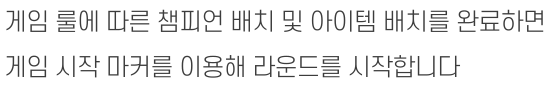 게임 룰에 따른 챔피언 배치 및 아이템 배치를 완료하면
게임 시작 마커를 이용해 라운드를 시작합니다